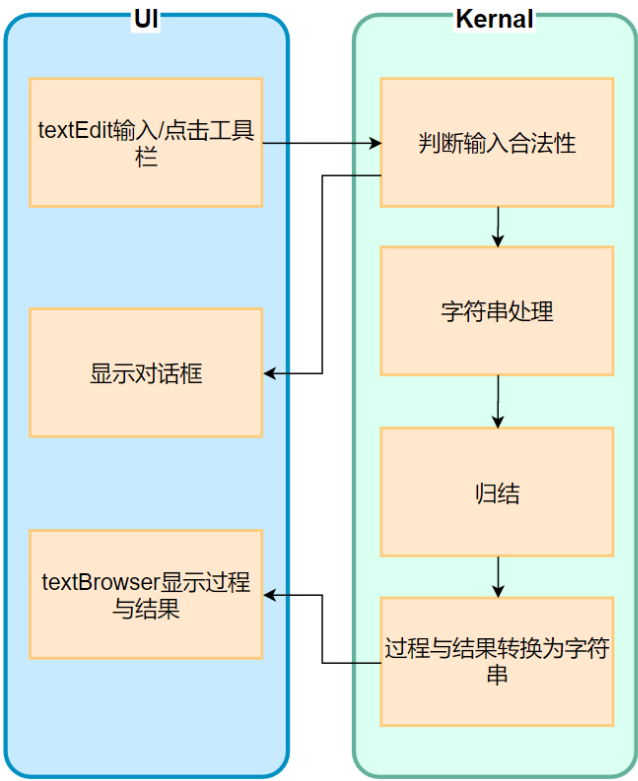 UI
textEdit输入/点击工具
栏
显示对话框
textBrowser显示过程
与结果
Kernal
判断输入合法性
字符串处理
归结
过程与结果转换为字符
串